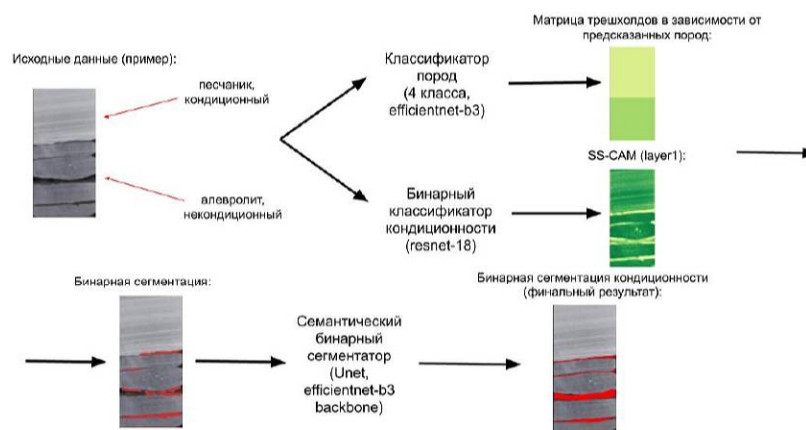 Исходные данные (пример):
песчаник,
кондиционный
алевролит,
некондиционный
Классификатор
пород
(4 класса,
efficientnet-b3)
Бинарный
классификатор
кондиционности
(resnet-18)
Матрица трешхолдов в зависимости от
предсказанных пород:
SS-CAM (layer1):
Бинарная сегментация:
Семантический
бинарный
сегментатор
(Unet,
efficientnet-b3
backbone)
Бинарная сегментация кондиционности
(финальный результат):